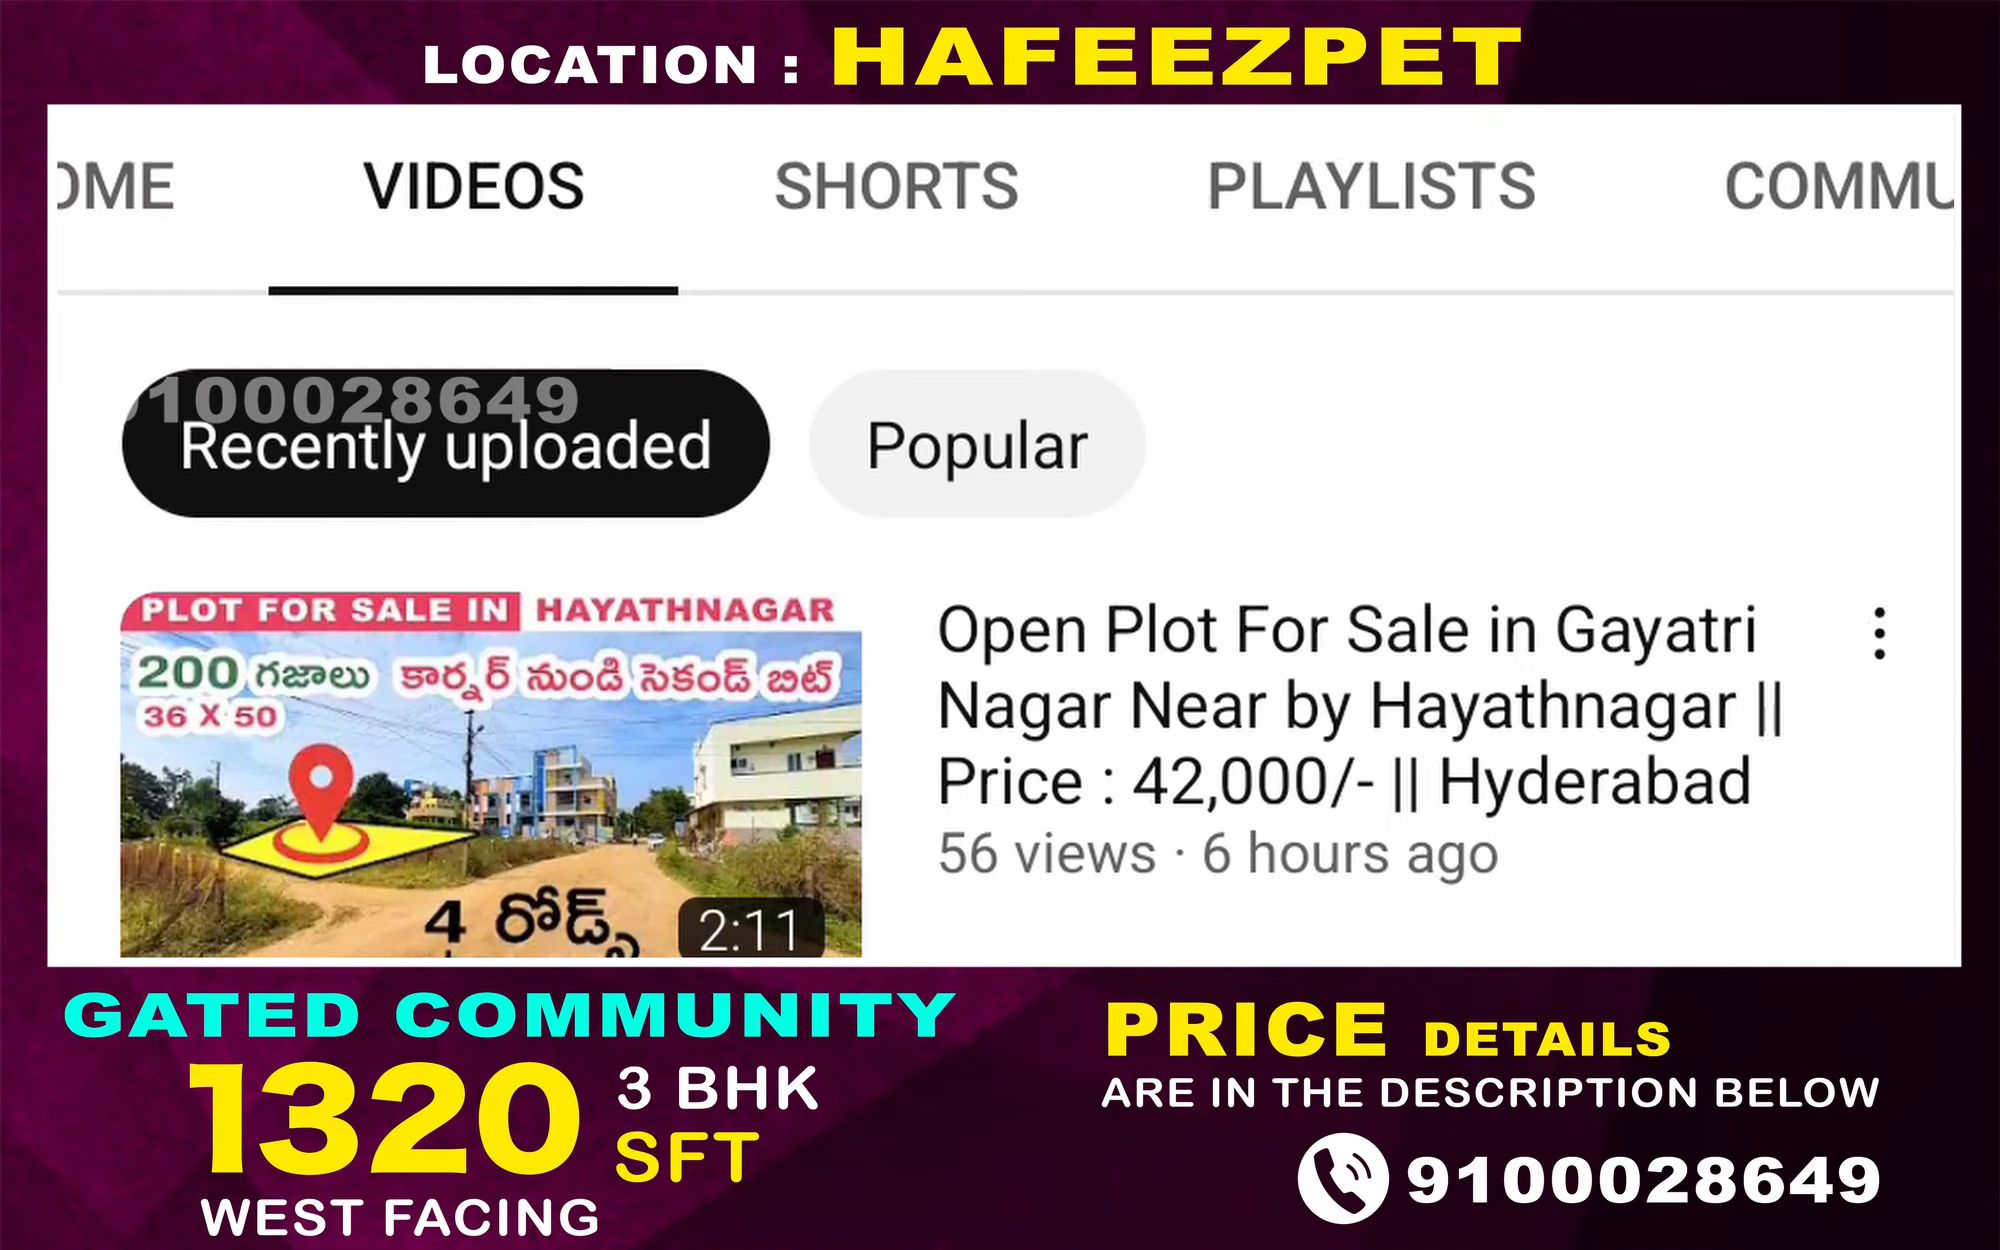 LOCATION : HAFEEZPET
OME VIDEOS SHORTS PLAYLISTS COMMU
9100028649
Recently uploaded Popular
PLOT FOR SALE IN HAYATHNAGAR
200 గజాలు కార్నర్ నుండి సెకండ్ బిట్
36 X 50
4 రోడ్స్
2:11
Open Plot For Sale in Gayatri
Nagar Near by Hayathnagar ||
Price : 42,000/- || Hyderabad
56 views · 6 hours ago
GATED COMMUNITY
1320 3 BHK
SFT
WEST FACING
PRICE DETAILS
ARE IN THE DESCRIPTION BELOW
9100028649